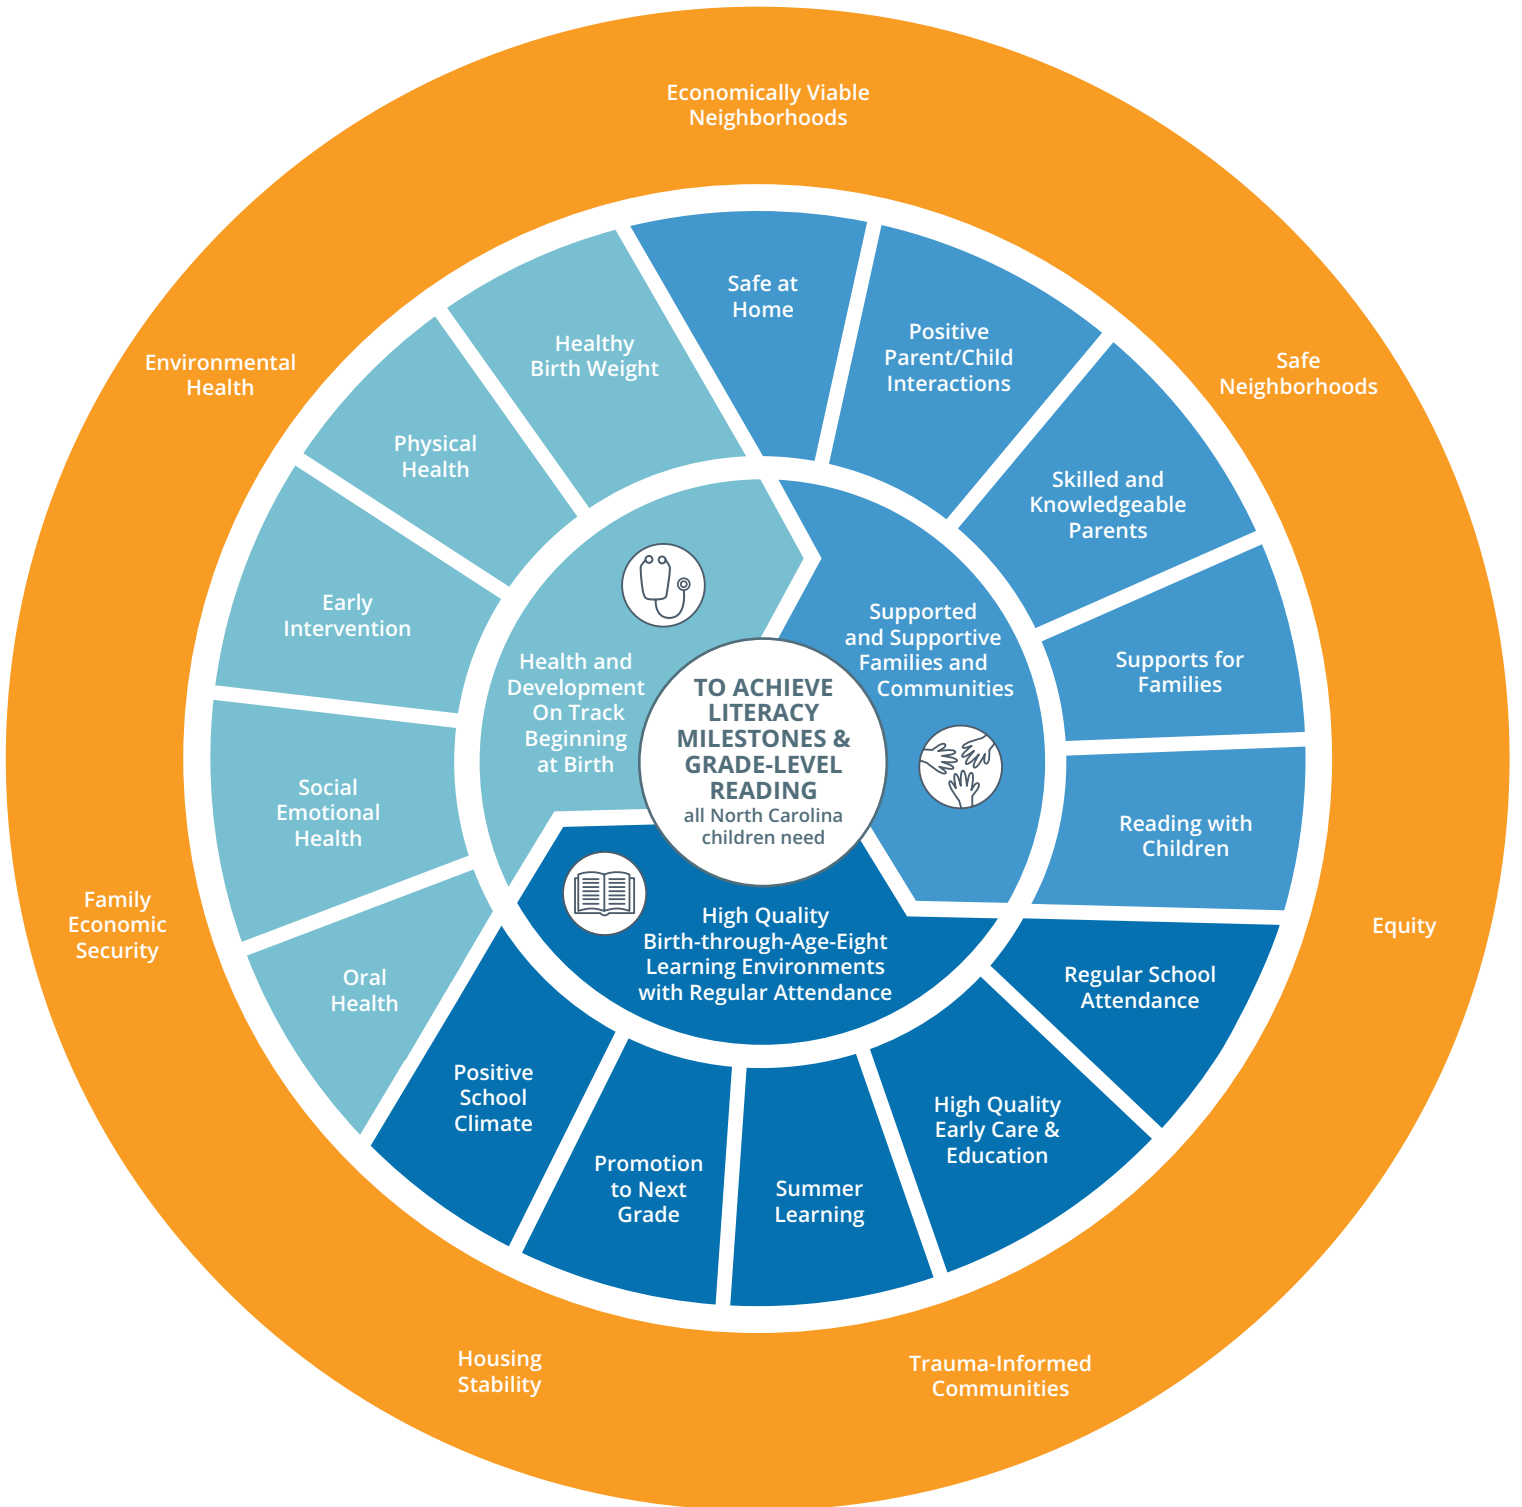 Economically Viable
Neighborhoods
Safe
Neighborhoods
Equity
Trauma-Informed
Communities
Housing
Stability
Family
Economic
Security
Environmental
Health
Safe at
Home
Positive
Parent/Child
Interactions
Skilled and
Knowledgeable
Parents
Supports for
Families
Reading with
Children
Regular School
Attendance
High Quality
Early Care &
Education
Summer
Learning
Promotion
to Next
Grade
Positive
School
Climate
Oral
Health
Social
Emotional
Health
Early
Intervention
Physical
Health
Healthy
Birth Weight
Supported
and Supportive
Families and
Communities
High Quality
Birth-through-Age-Eight
Learning Environments
with Regular Attendance
Health and
Development
On Track
Beginning
at Birth
TO ACHIEVE
LITERACY
MILESTONES &
GRADE-LEVEL
READING
all North Carolina
children need